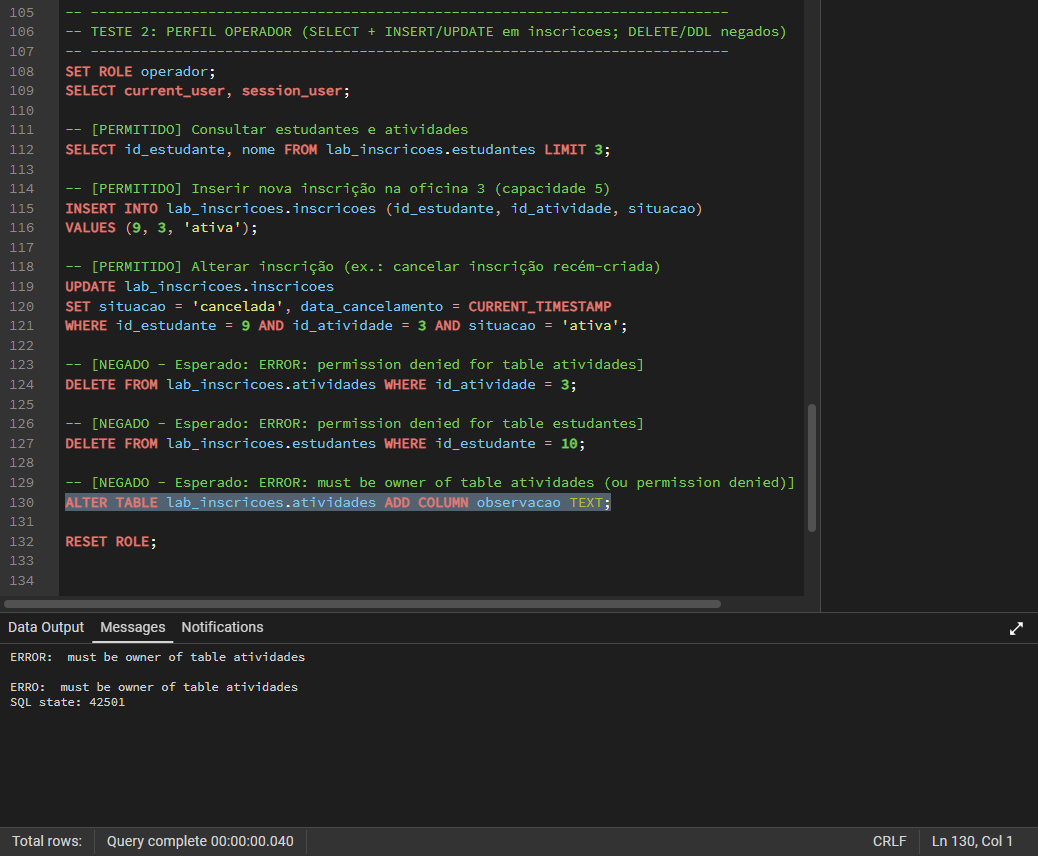 105 -- ----------------------------------------------------------------------------
106 -- TESTE 2: PERFIL OPERADOR (SELECT + INSERT/UPDATE em inscricoes; DELETE/DDL negados)
107 -- ----------------------------------------------------------------------------
108 SET ROLE operador;
109 SELECT current_user, session_user;
110
111 -- [PERMITIDO] Consultar estudantes e atividades
112 SELECT id_estudante, nome FROM lab_inscricoes.estudantes LIMIT 3;
113
114 -- [PERMITIDO] Inserir nova inscrição na oficina 3 (capacidade 5)
115 INSERT INTO lab_inscricoes.inscricoes (id_estudante, id_atividade, situacao)
116 VALUES (9, 3, 'ativa');
117
118 -- [PERMITIDO] Alterar inscrição (ex.: cancelar inscrição recém-criada)
119 UPDATE lab_inscricoes.inscricoes
120 SET situacao = 'cancelada', data_cancelamento = CURRENT_TIMESTAMP
121 WHERE id_estudante = 9 AND id_atividade = 3 AND situacao = 'ativa';
122
123 -- [NEGADO - Esperado: ERROR: permission denied for table atividades]
124 DELETE FROM lab_inscricoes.atividades WHERE id_atividade = 3;
125
126 -- [NEGADO - Esperado: ERROR: permission denied for table estudantes]
127 DELETE FROM lab_inscricoes.estudantes WHERE id_estudante = 10;
128
129 -- [NEGADO - Esperado: ERROR: must be owner of table atividades (ou permission denied)]
130 ALTER TABLE lab_inscricoes.atividades ADD COLUMN observacao TEXT;
131
132 RESET ROLE;
133
134
Data Output Messages Notifications
ERROR:  must be owner of table atividades
ERRO:  must be owner of table atividades
SQL state: 42501
Total rows: Query complete 00:00:00.040 CRLF Ln 130, Col 1